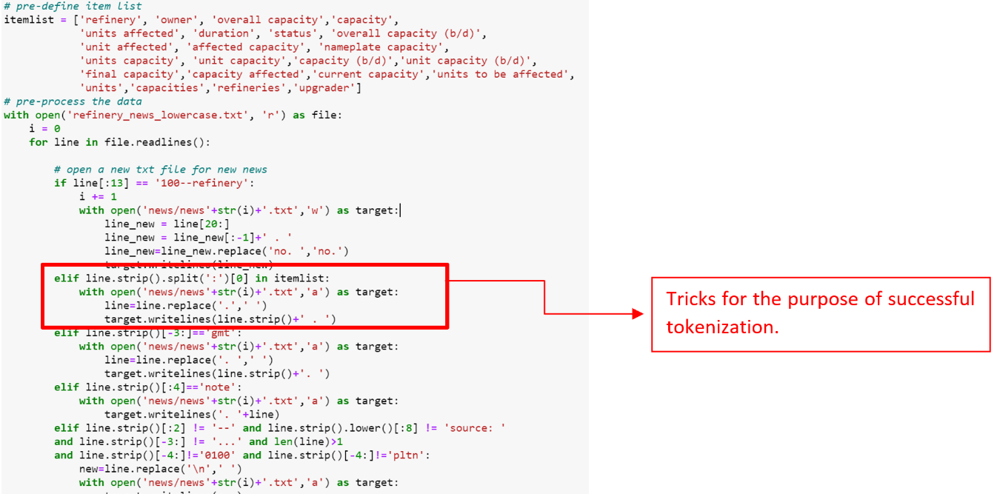 # pre-define item list
itemlist = ['refinery', 'owner', 'overall capacity','capacity',
            'units affected', 'duration', 'status', 'overall capacity (b/d)',
            'unit affected', 'affected capacity', 'nameplate capacity',
            'units capacity', 'unit capacity','capacity (b/d)','unit capacity (b/d)',
            'final capacity','capacity affected','current capacity','units to be affected',
            'units','capacities','refineries','upgrader']
# pre-process the data
with open('refinery_news_lowercase.txt', 'r') as file:
    i = 0
    for line in file.readlines():
        # open a new txt file for new news
        if line[:13] == '100--refinery':
            i += 1
            with open('news/news'+str(i)+'.txt','w') as target:
                line_new = line[20:]
                line_new = line_new[:-1]+' . '
                line_new=line_new.replace('no. ','no.')
                target.writelines(line_new)
        elif line.strip().split(':')[0] in itemlist:
            with open('news/news'+str(i)+'.txt','a') as target:
                line=line.replace('.',' ')
                target.writelines(line.strip()+' . ')
        elif line.strip()[-3:]=='gmt':
            with open('news/news'+str(i)+'.txt','a') as target:
                line=line.replace('. ',' ')
                target.writelines(line.strip()+'. ')
        elif line.strip()[:4]=='note':
            with open('news/news'+str(i)+'.txt','a') as target:
                target.writelines('. '+line)
        elif line.strip()[:2] != '--' and line.strip().lower()[:8] != 'source: '
        and line.strip()[-3:] != '...' and len(line)>1
        and line.strip()[-4:]!='0100' and line.strip()[-4:]!='pltn':
            new=line.replace('\n',' ')
            with open('news/news'+str(i)+'.txt','a') as target:
Tricks for the purpose of successful
tokenization.